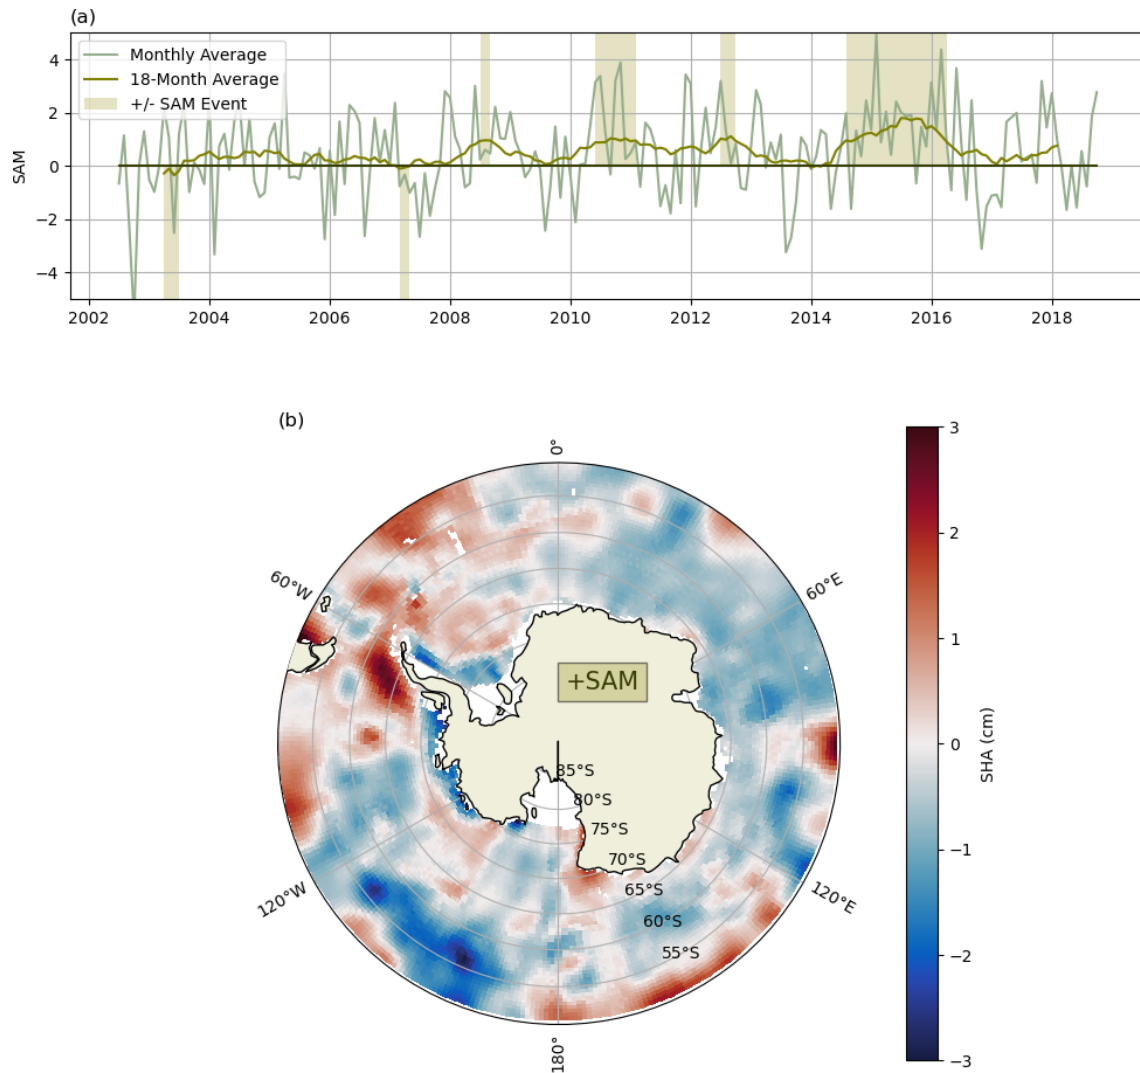 (a)
Monthly Average
18-Month Average
+/- SAM Event
SAM
4
2
0
−2
−4
2002 2004 2006 2008 2010 2012 2014 2016 2018
(b)
0°
60°W
60°E
+SAM
85°S
80°S
75°S
70°S
65°S
60°S
55°S
120°W
120°E
180°
3
2
1
0
−1
−2
−3
SHA (cm)